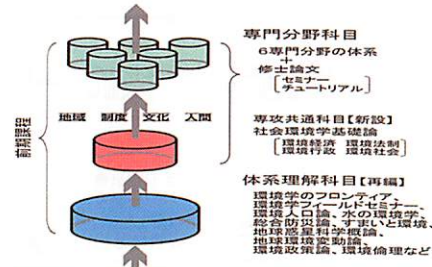 専門分野科目
6専門分野の体系
+
修士論文
セミナー
チュートリアル
地域 制度 文化 人間
前期課程
専攻共通科目【新設】
社会環境学基礎論
環境経済 環境法制
環境行政 環境社会
体系理解科目【再編】
環境学のフロンティア、
環境学フィールドセミナー、
環境人口論、水の環境学、
総合防災論、すまいと環境、
地球惑星科学概論、
地球環境変動論、
環境政策論、環境倫理など